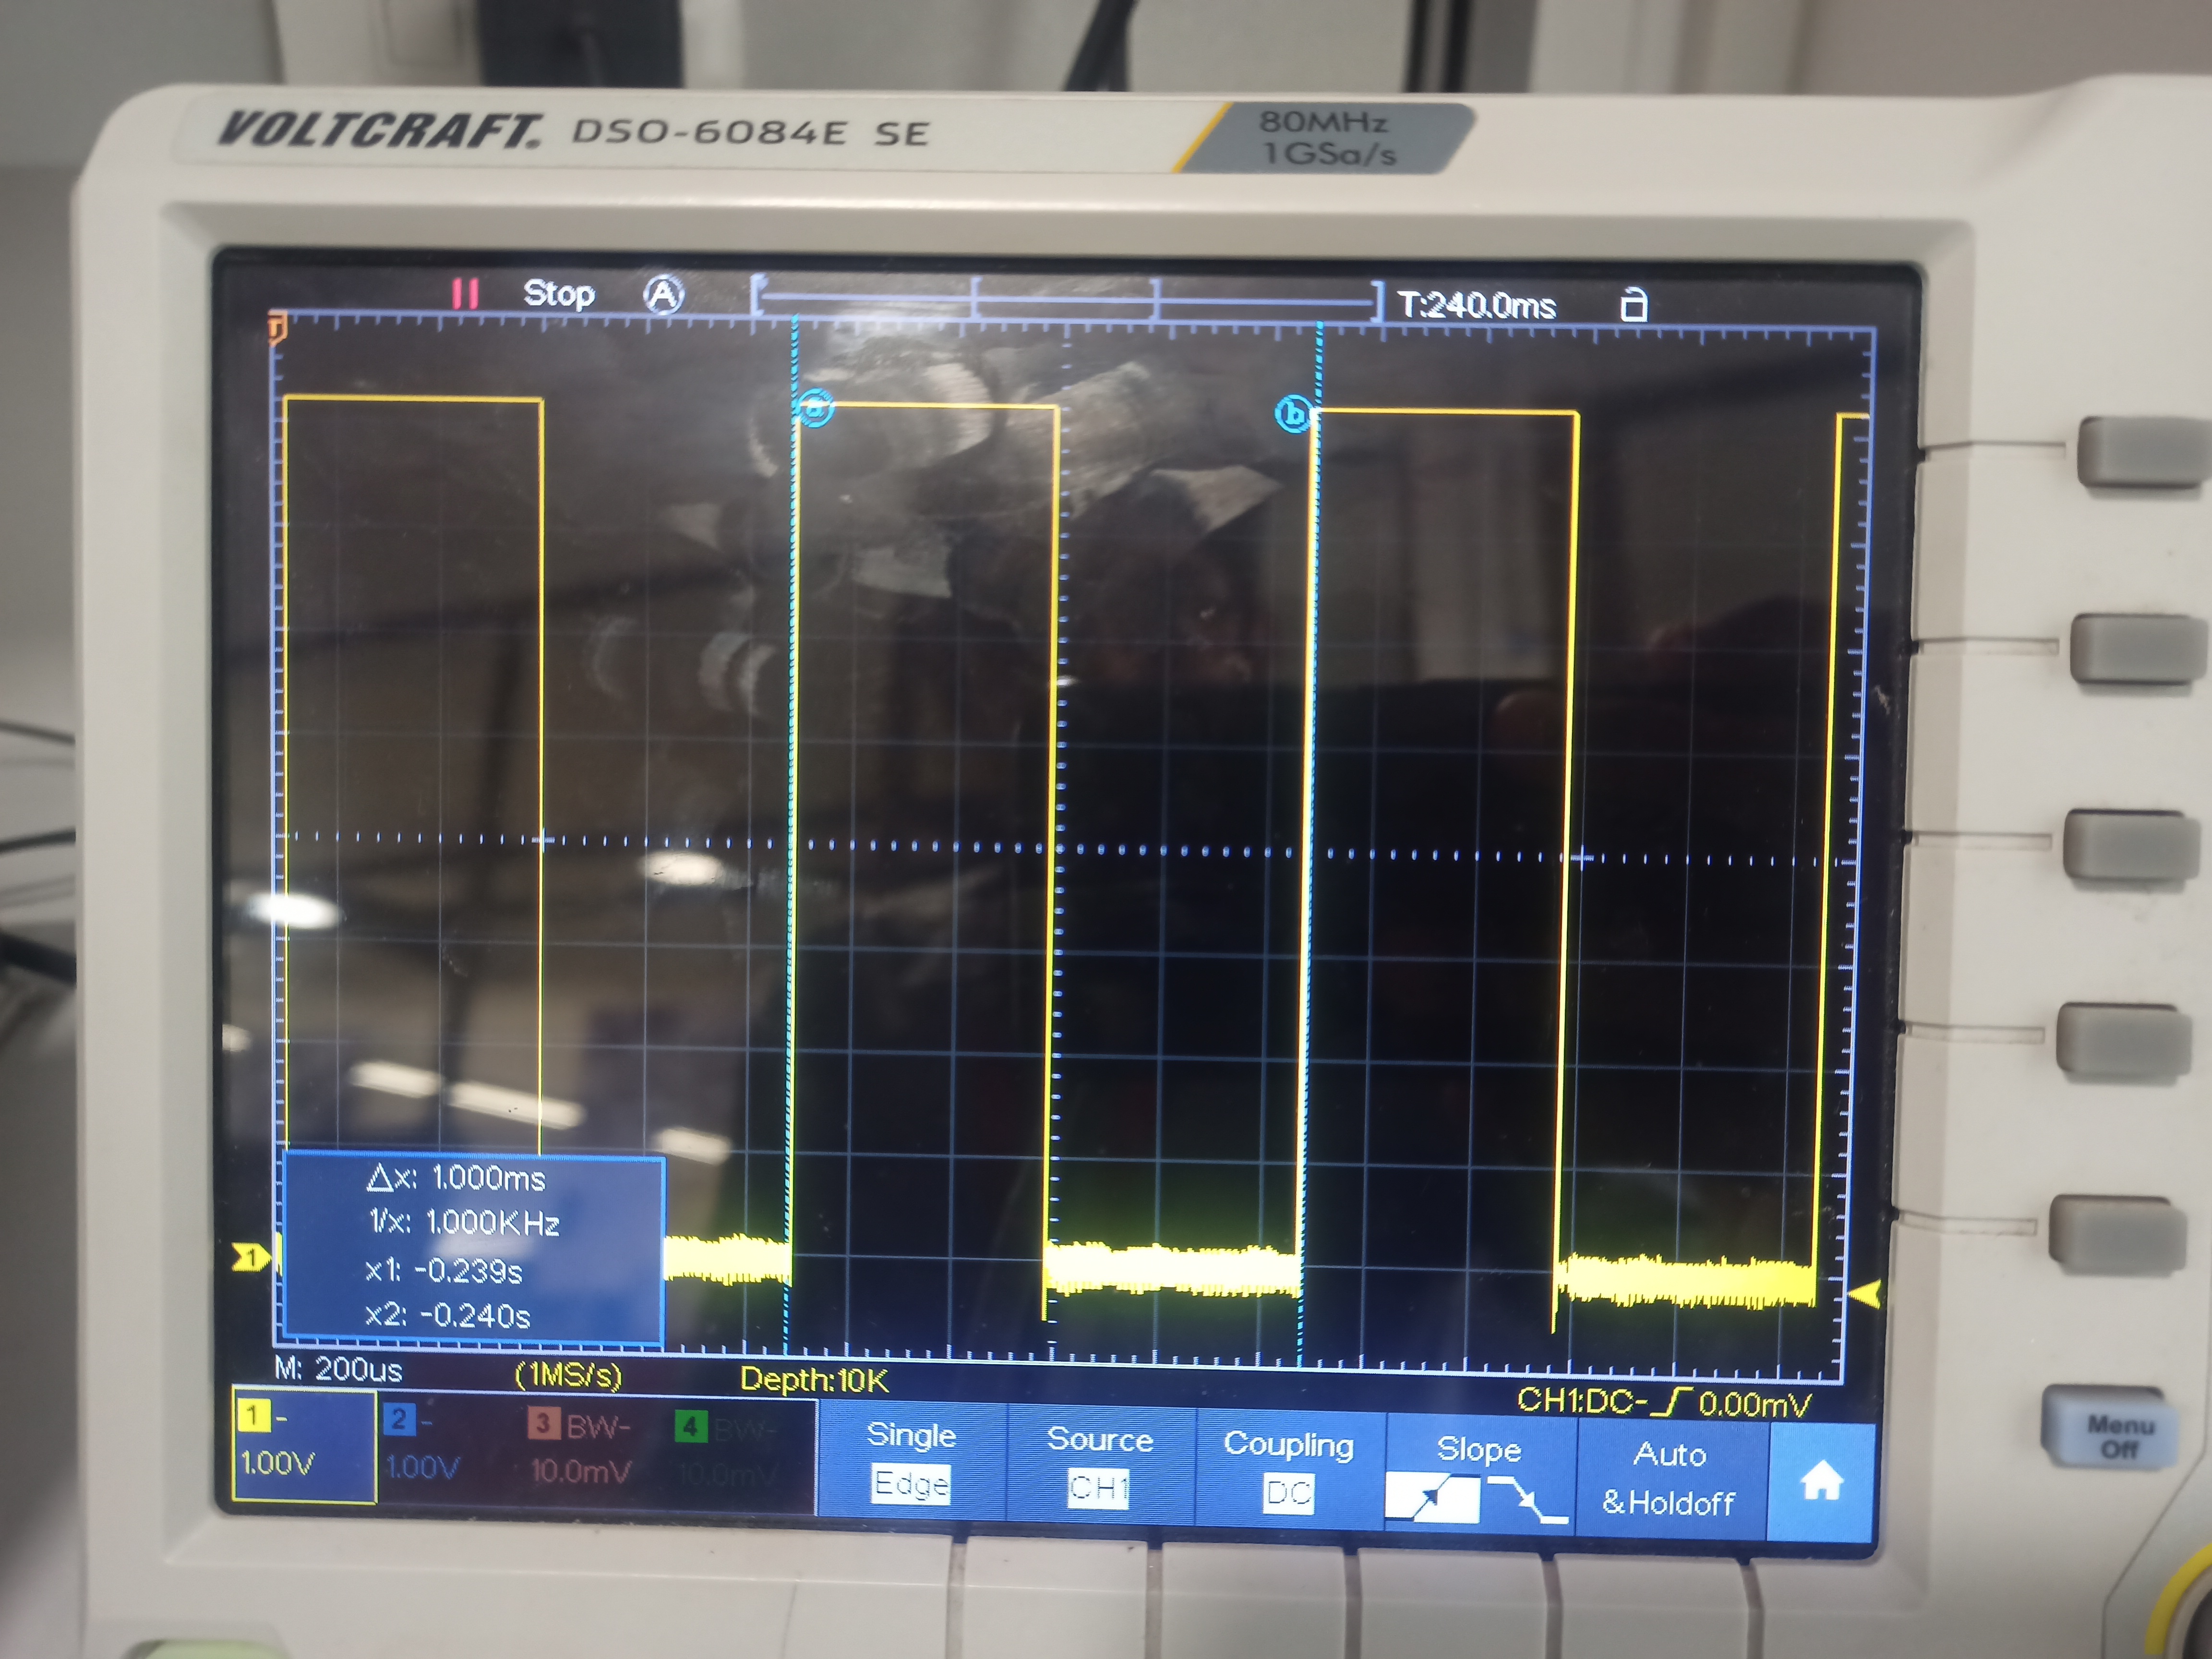 VOLTCRAFT. DSO-6084E SE
80MHz
1GSa/s
Stop A T:240.0ms
T
a b
Δx: 1.000ms
1/x: 1.000KHz
x1: -0.239s
x2: -0.240s
1
M: 200us (1MS/s) Depth:10K
CH1:DC- 0.00mV
1 - 2 - 3 BW- 4 BW-
1.00V 1.00V 10.0mV 10.0mV
Single Source Coupling Slope Auto
Edge CH1 DC &Holdoff
Menu
Off